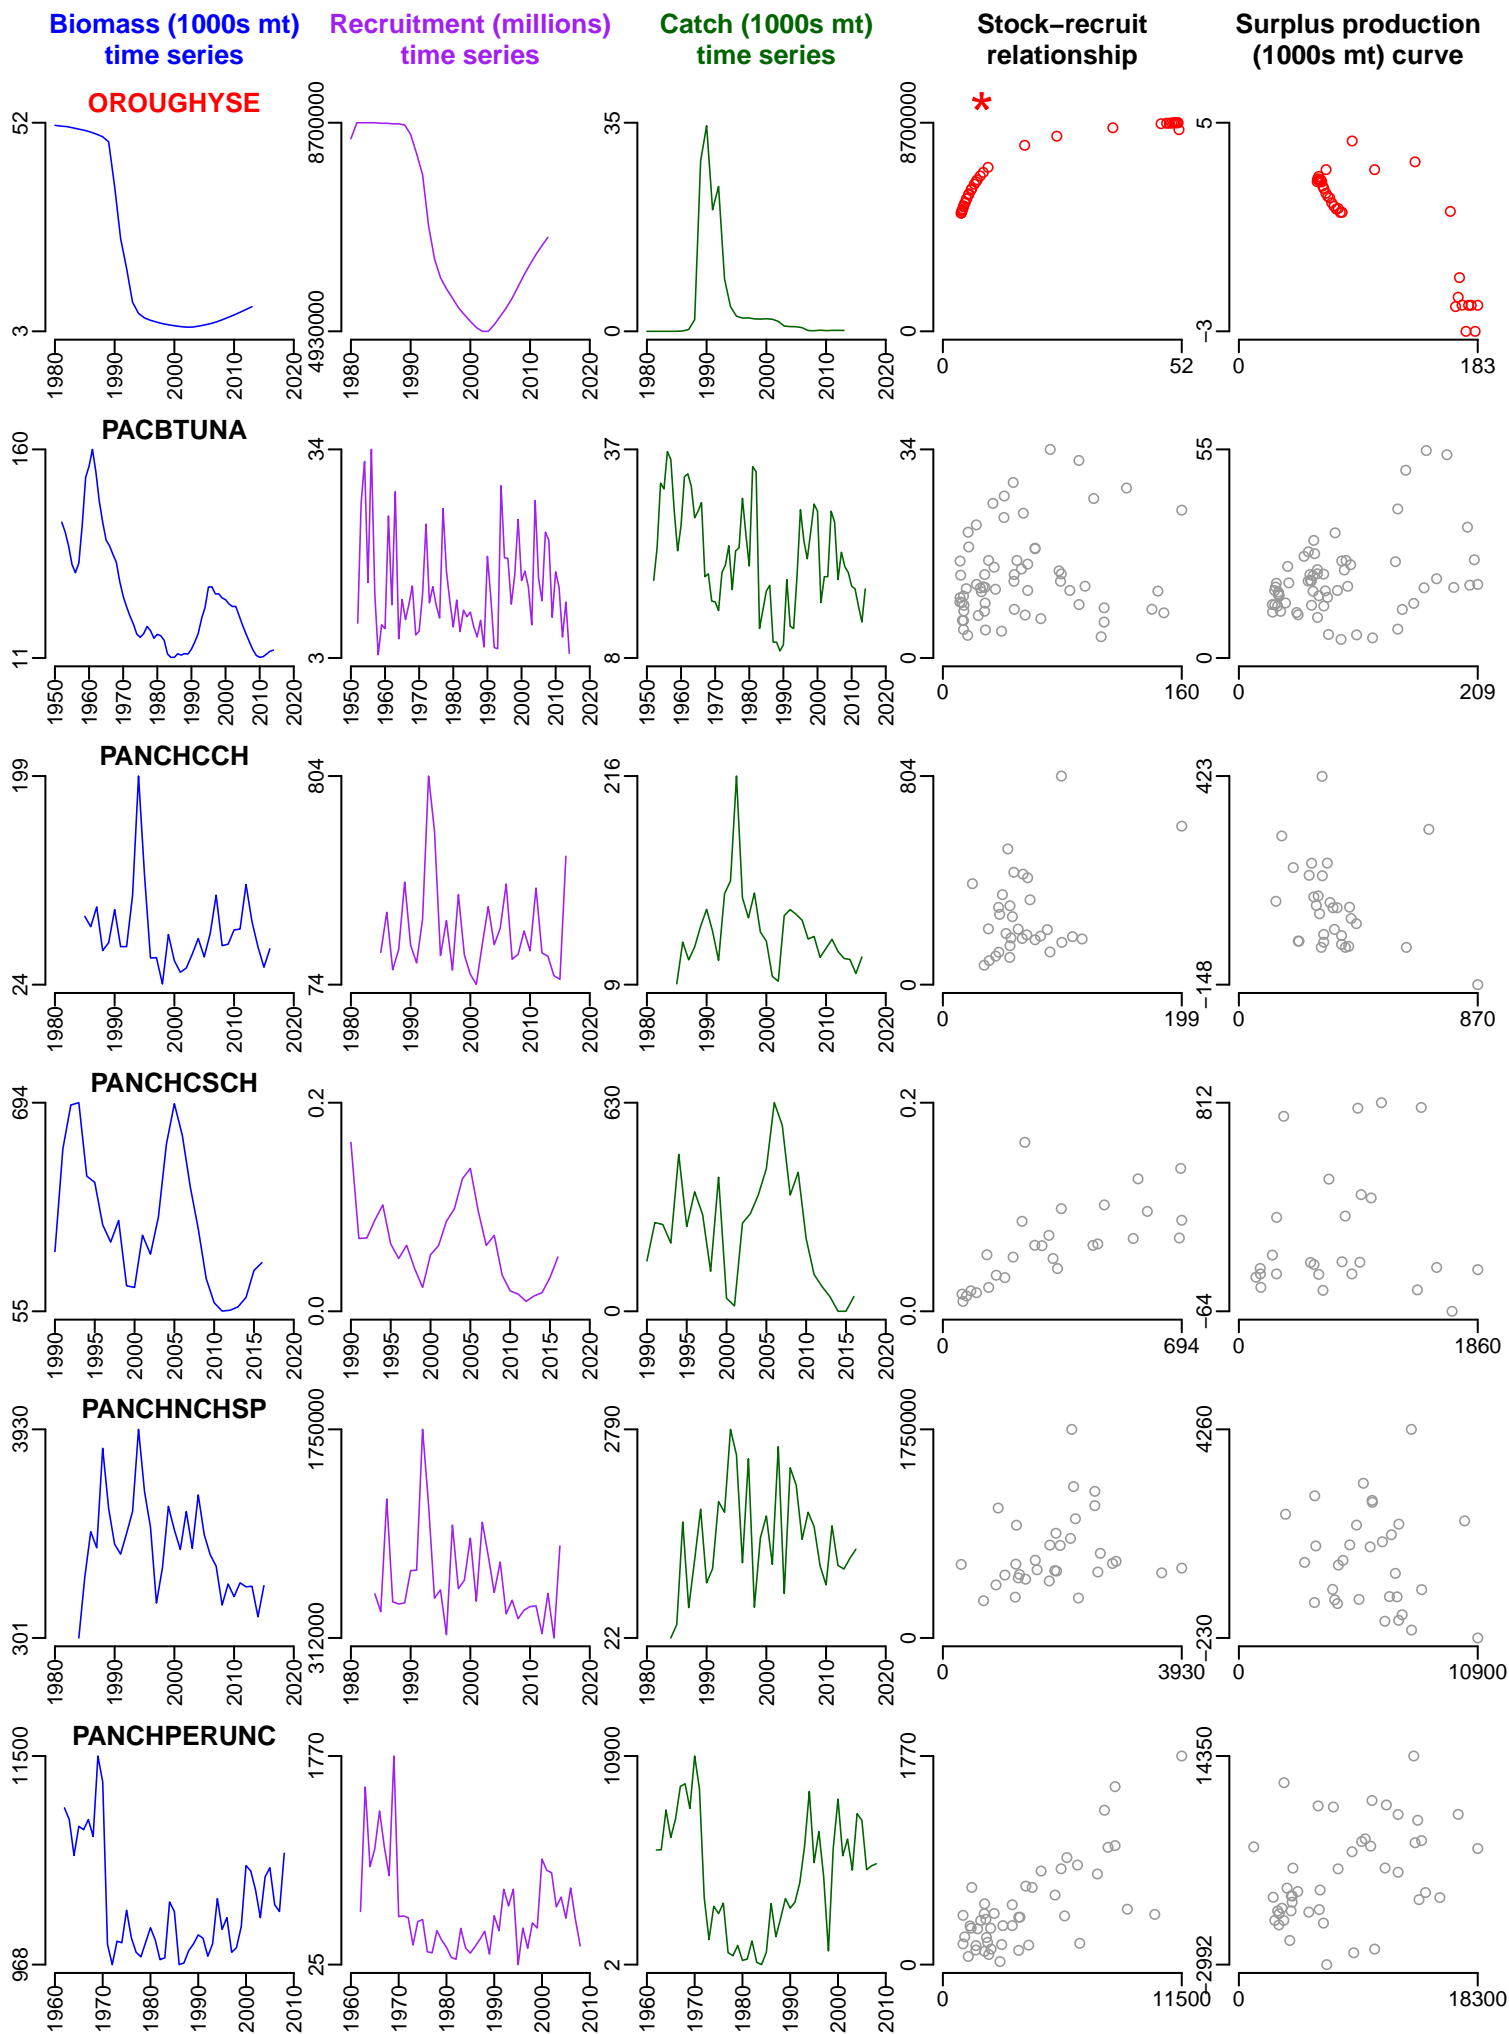 Biomass (1000s mt) Recruitment (millions) Catch (1000s mt) Stock−recruit Surplus production
time series time series time series relationship (1000s mt) curve
OROUGHYSE *
3 52 4930000 8700000 0 35 0 8700000 −3 5
1980 1990 2000 2010 2020 1980 1990 2000 2010 2020 1980 1990 2000 2010 2020 0 52 0 183
PACBTUNA
11 160 3 34 8 37 0 34 0 55
1950 1960 1970 1980 1990 2000 2010 2020 1950 1960 1970 1980 1990 2000 2010 2020 1950 1960 1970 1980 1990 2000 2010 2020 0 160 0 209
PANCHCCH
24 199 74 804 9 216 0 804 −148 423
1980 1990 2000 2010 2020 1980 1990 2000 2010 2020 1980 1990 2000 2010 2020 0 199 0 870
PANCHCSCH
55 694 0.0 0.2 0 630 0.0 0.2 −64 812
1990 1995 2000 2005 2010 2015 2020 1990 1995 2000 2005 2010 2015 2020 1990 1995 2000 2005 2010 2015 2020 0 694 0 1860
PANCHNCHSP
301 3930 312000 1750000 22 2790 0 1750000 −230 4260
1980 1990 2000 2010 2020 1980 1990 2000 2010 2020 1980 1990 2000 2010 2020 0 3930 0 10900
PANCHPERUNC
968 11500 25 1770 2 10900 0 1770 −2992 14350
1960 1970 1980 1990 2000 2010 1960 1970 1980 1990 2000 2010 1960 1970 1980 1990 2000 2010 0 11500 0 18300